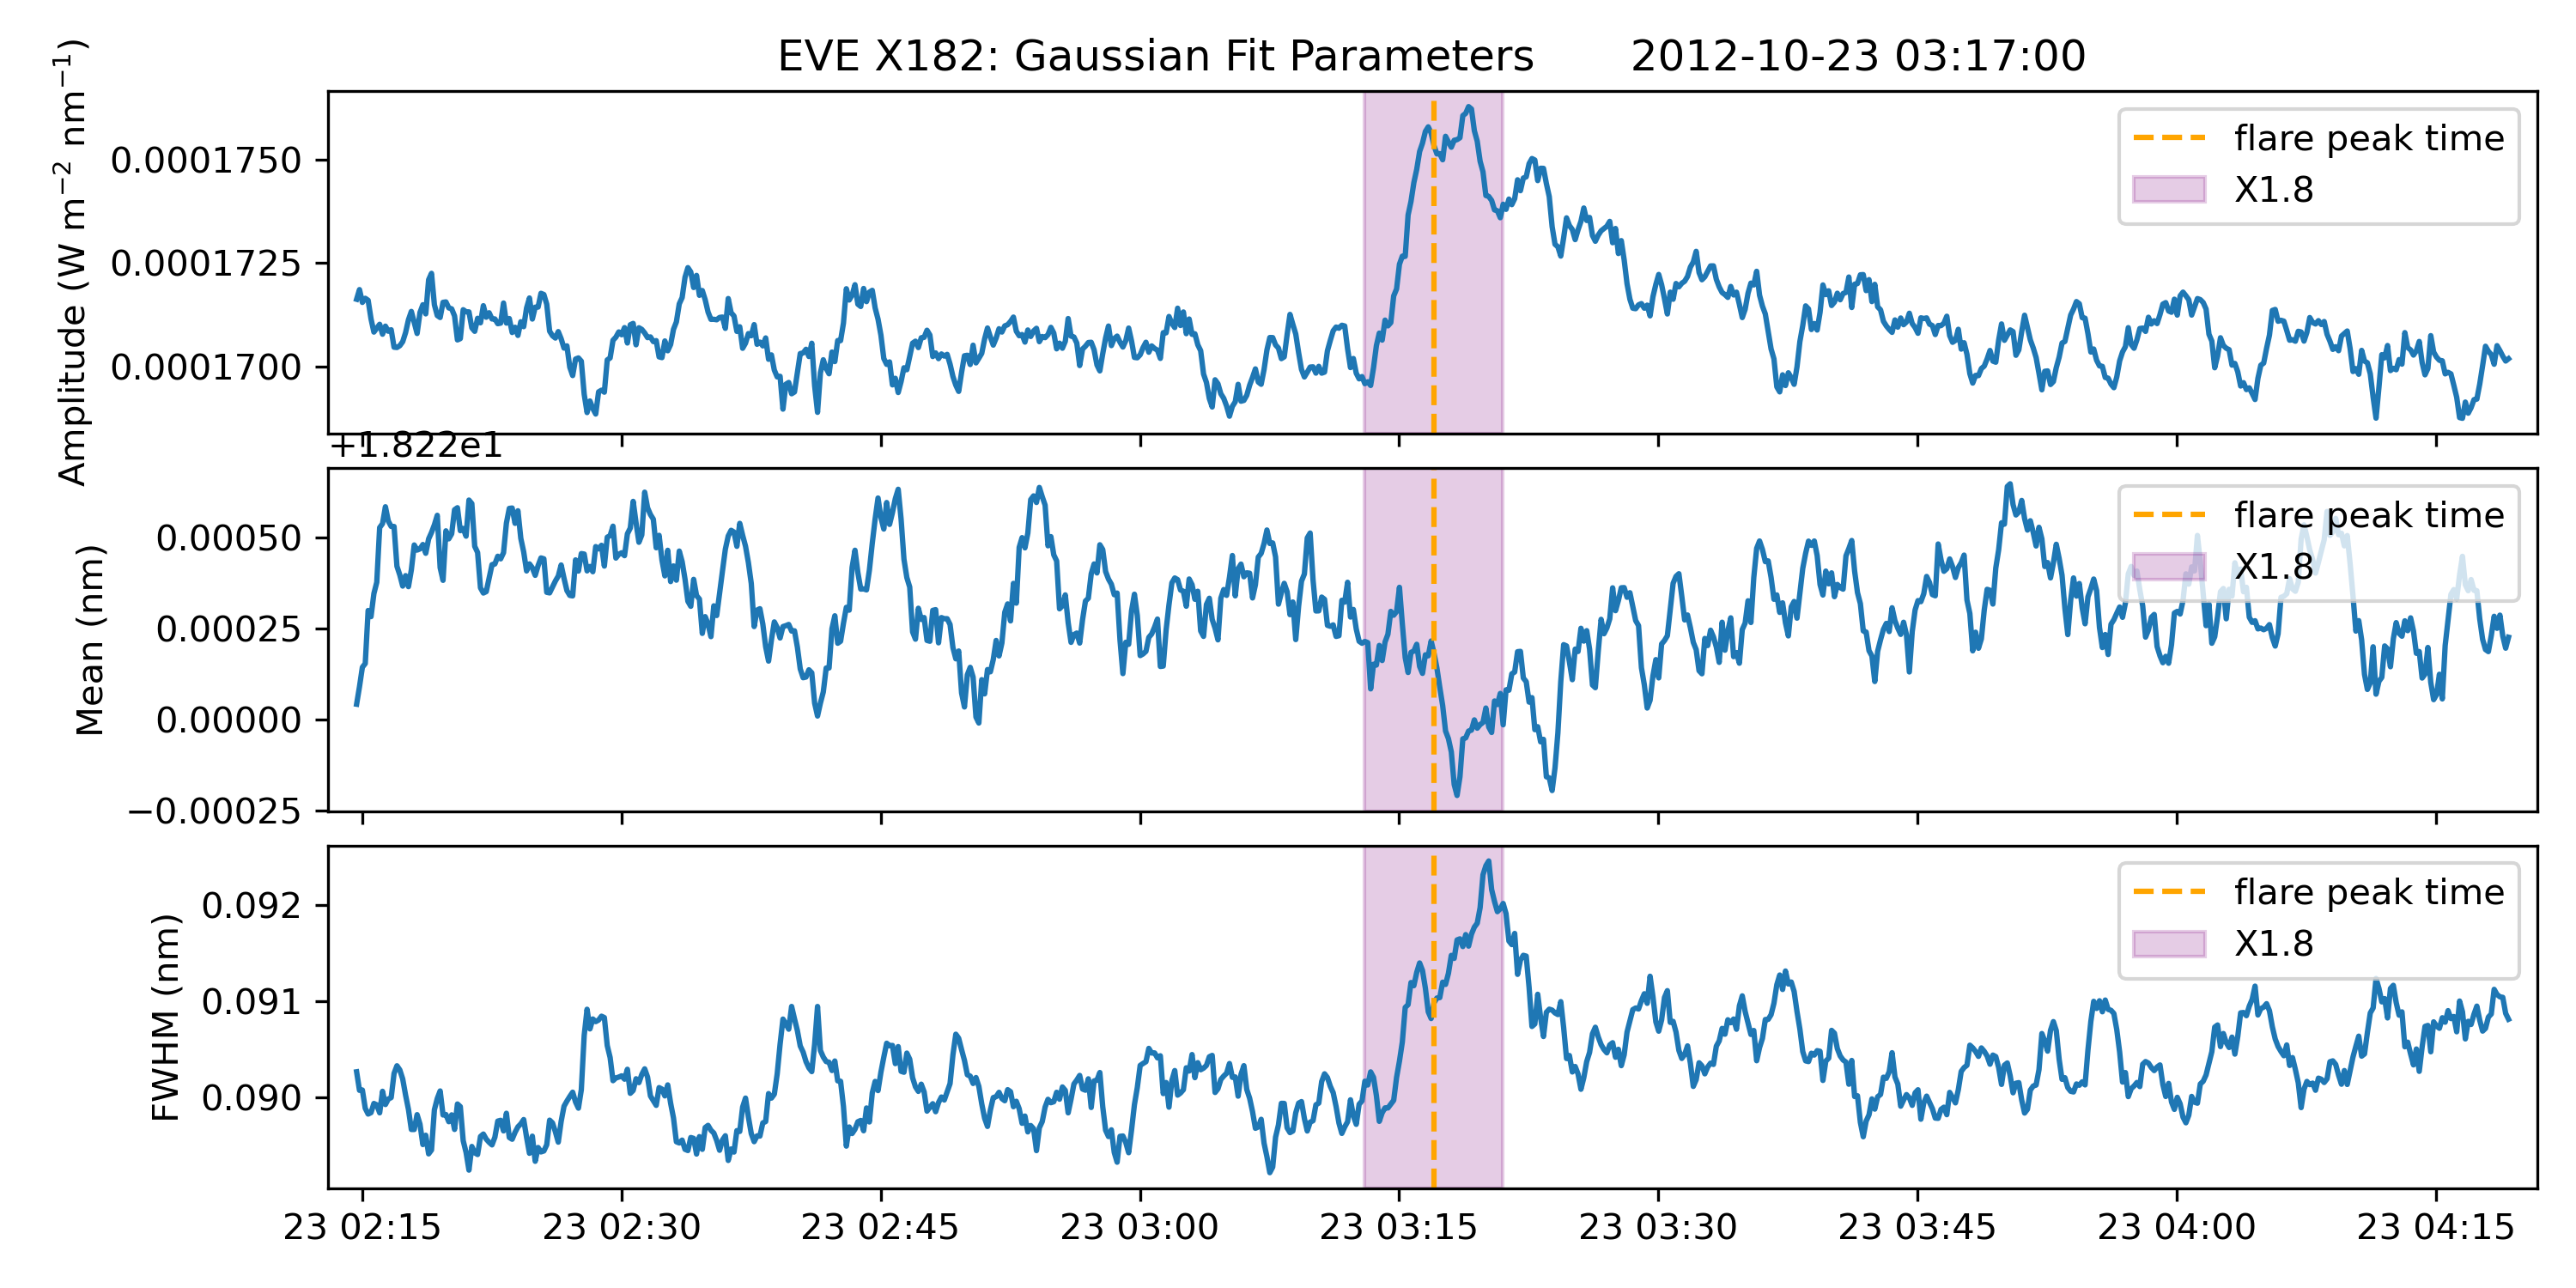 EVE X182: Gaussian Fit Parameters 2012-10-23 03:17:00
Amplitude (W m⁻² nm⁻¹)
0.0001750
0.0001725
0.0001700
flare peak time
X1.8
+1.822e1
Mean (nm)
0.00050
0.00025
0.00000
−0.00025
flare peak time
X1.8
FWHM (nm)
0.092
0.091
0.090
flare peak time
X1.8
23 02:15 23 02:30 23 02:45 23 03:00 23 03:15 23 03:30 23 03:45 23 04:00 23 04:15